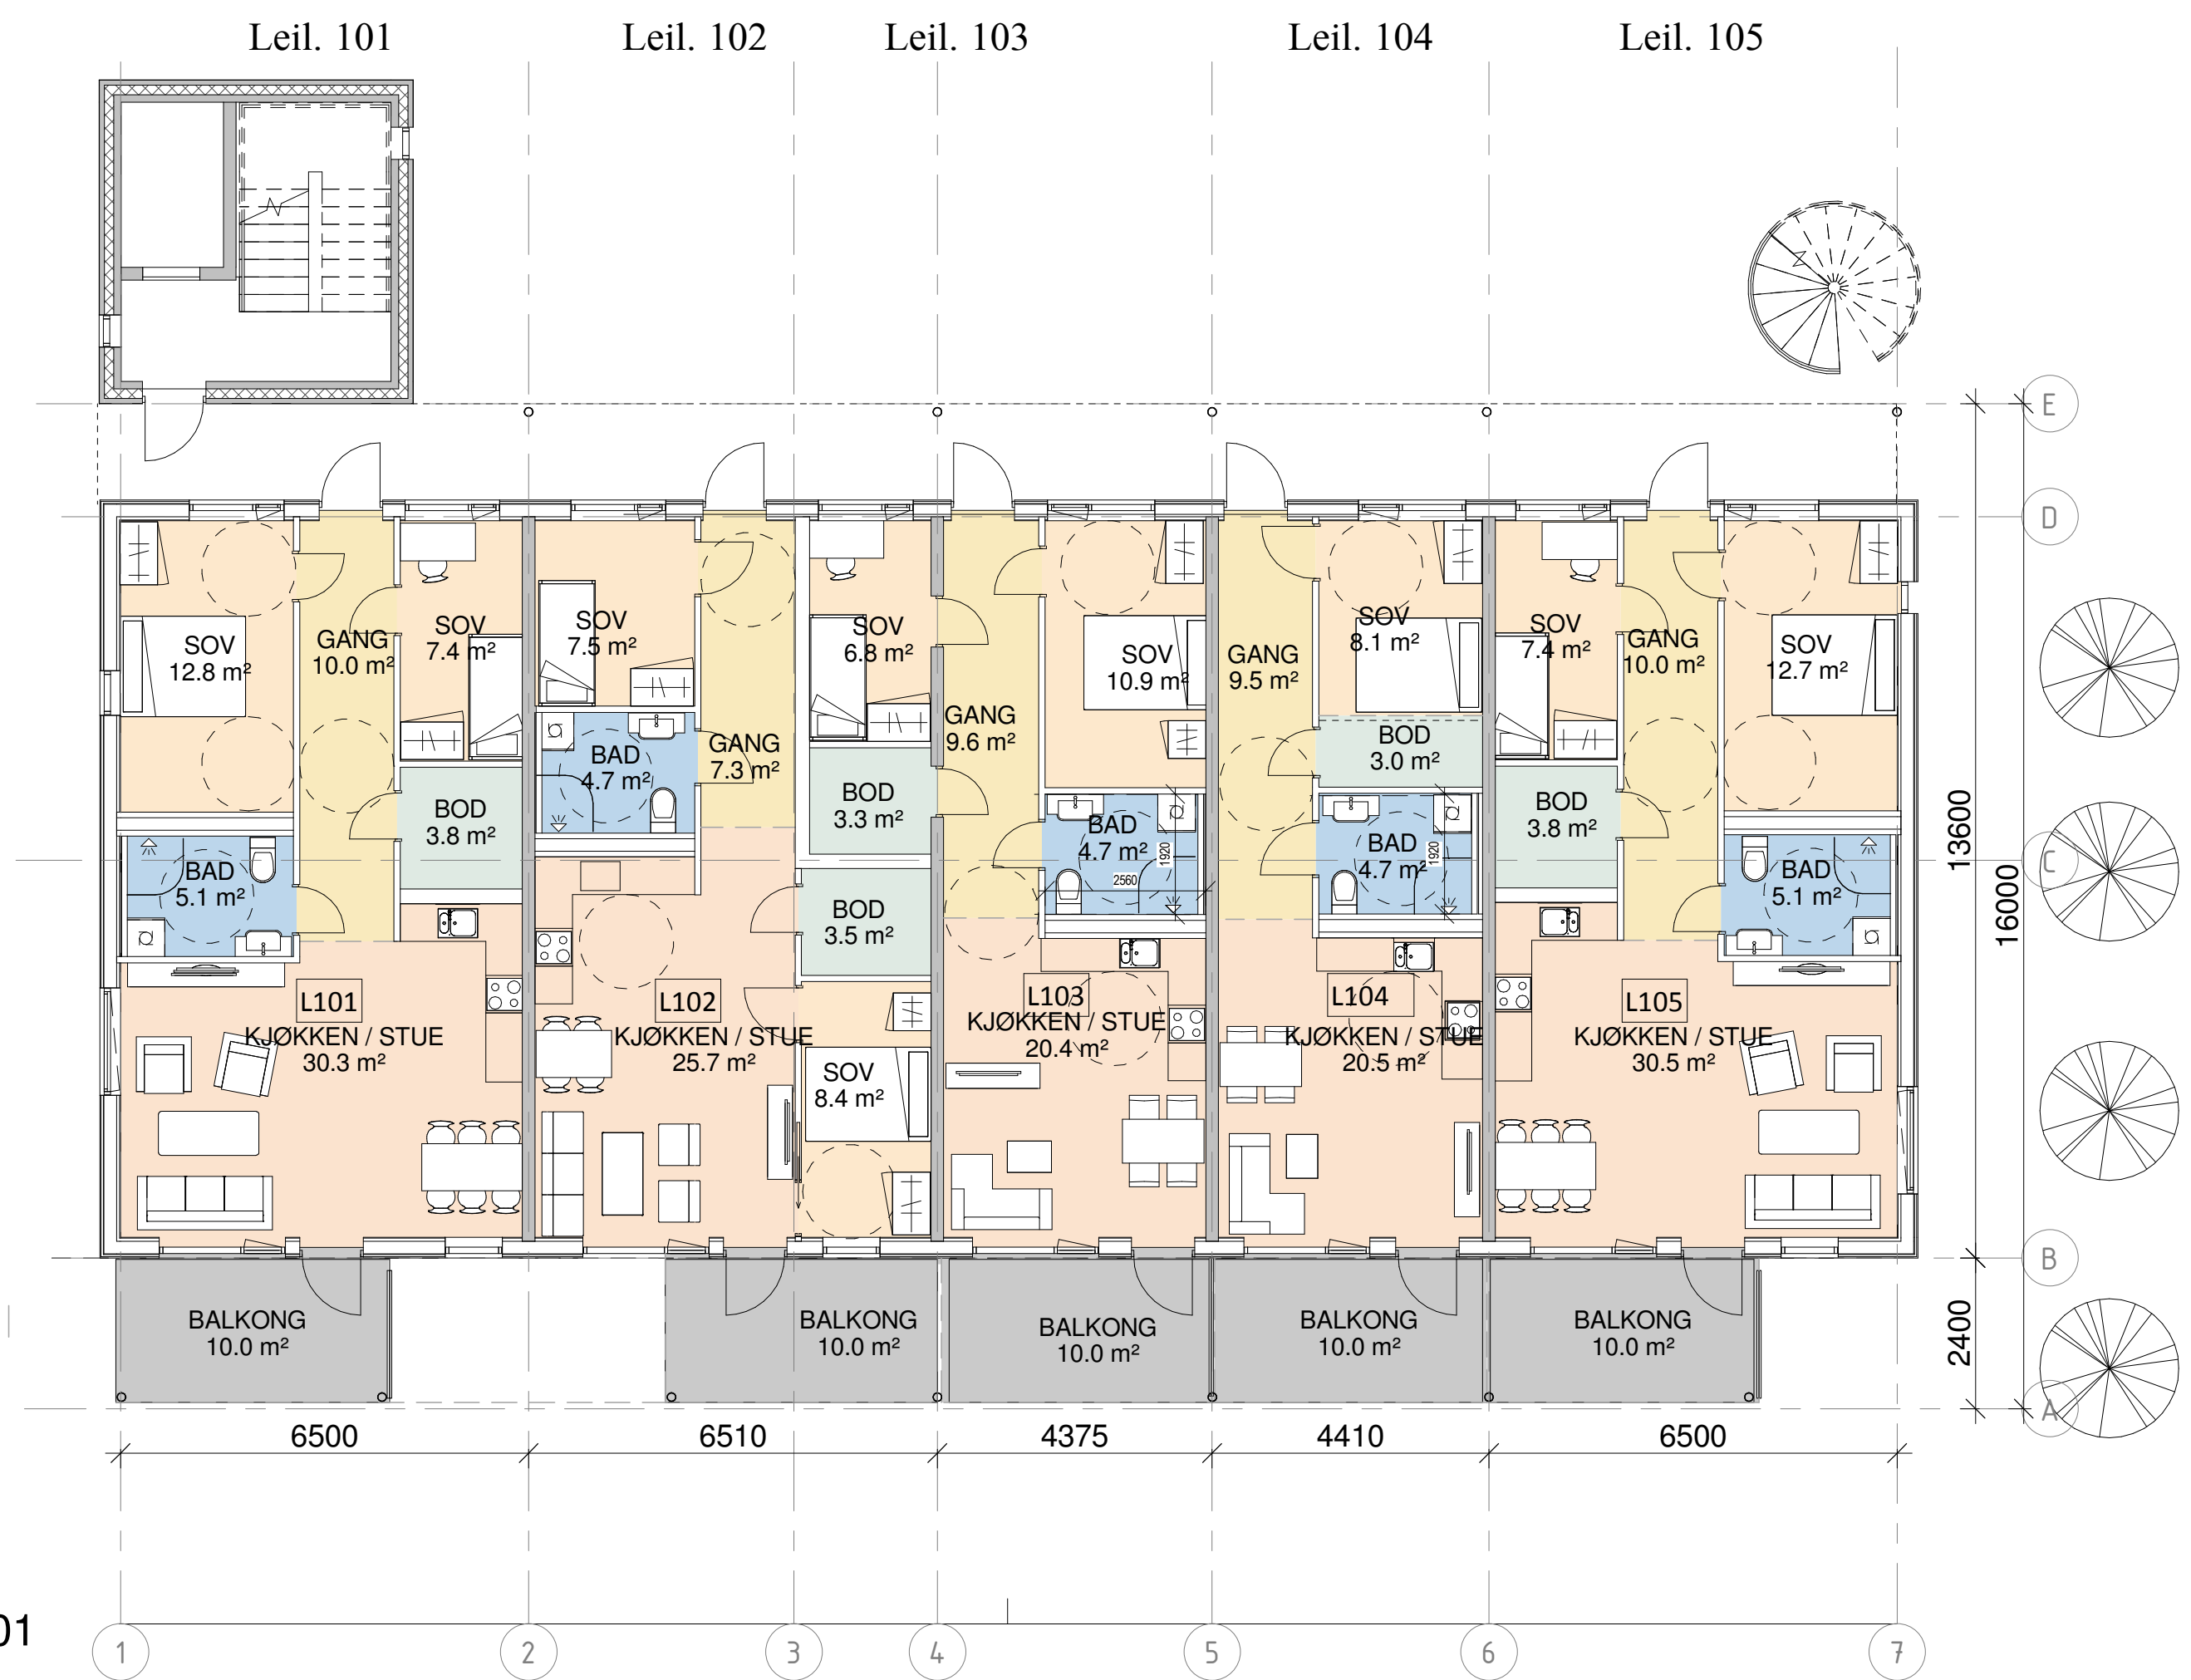 Leil. 101
Leil. 102
Leil. 103
Leil. 104
Leil. 105
E
D
C
B
A
SOV
12.8 m²
GANG
10.0 m²
SOV
7.4 m²
BOD
3.8 m²
BAD
5.1 m²
L101
KJØKKEN / STUE
30.3 m²
SOV
7.5 m²
BAD
4.7 m²
GANG
7.3 m²
L102
KJØKKEN / STUE
25.7 m²
BOD
3.5 m²
SOV
8.4 m²
SOV
6.8 m²
BOD
3.3 m²
GANG
9.6 m²
SOV
10.9 m²
BAD
4.7 m²
1920
2560
L103
KJØKKEN / STUE
20.4 m²
GANG
9.5 m²
SOV
8.1 m²
BOD
3.0 m²
BAD
4.7 m²
1920
L104
KJØKKEN / STUE
20.5 m²
SOV
7.4 m²
GANG
10.0 m²
SOV
12.7 m²
BOD
3.8 m²
BAD
5.1 m²
L105
KJØKKEN / STUE
30.5 m²
13600
16000
2400
BALKONG
10.0 m²
BALKONG
10.0 m²
BALKONG
10.0 m²
BALKONG
10.0 m²
BALKONG
10.0 m²
6500
6510
4375
4410
6500
01
1
2
3
4
5
6
7